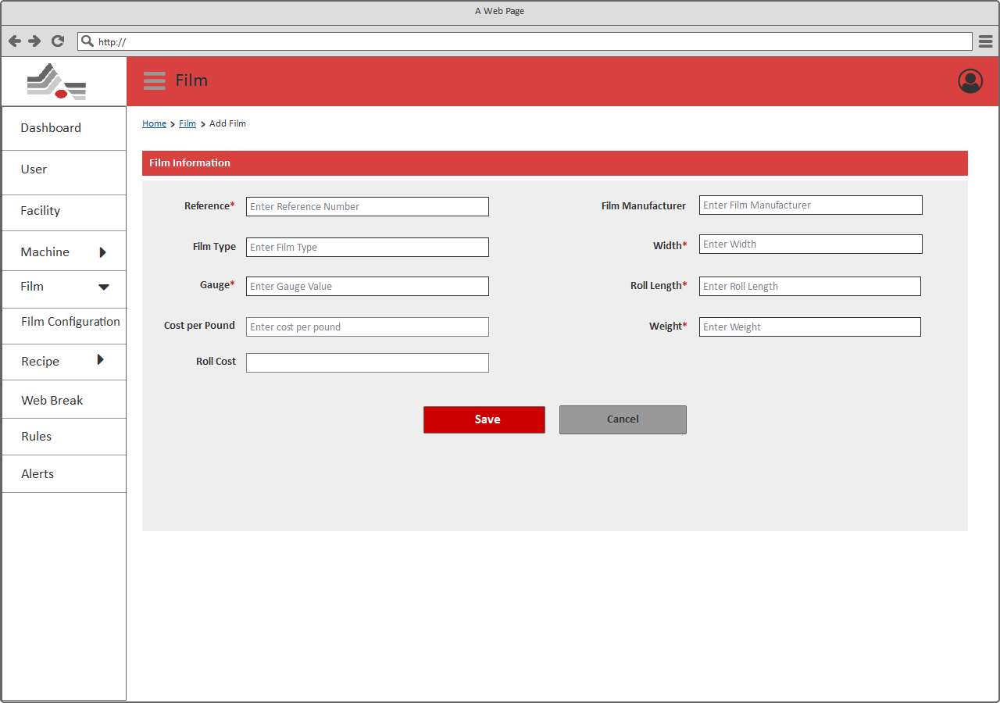 A Web Page
http://
Film
Home > Film > Add Film
Dashboard
User
Facility
Machine
Film
Film Configuration
Recipe
Web Break
Rules
Alerts
Film Information
Reference* Enter Reference Number Film Manufacturer Enter Film Manufacturer
Film Type Enter Film Type Width* Enter Width
Gauge* Enter Gauge Value Roll Length* Enter Roll Length
Cost per Pound Enter cost per pound Weight* Enter Weight
Roll Cost
Save Cancel